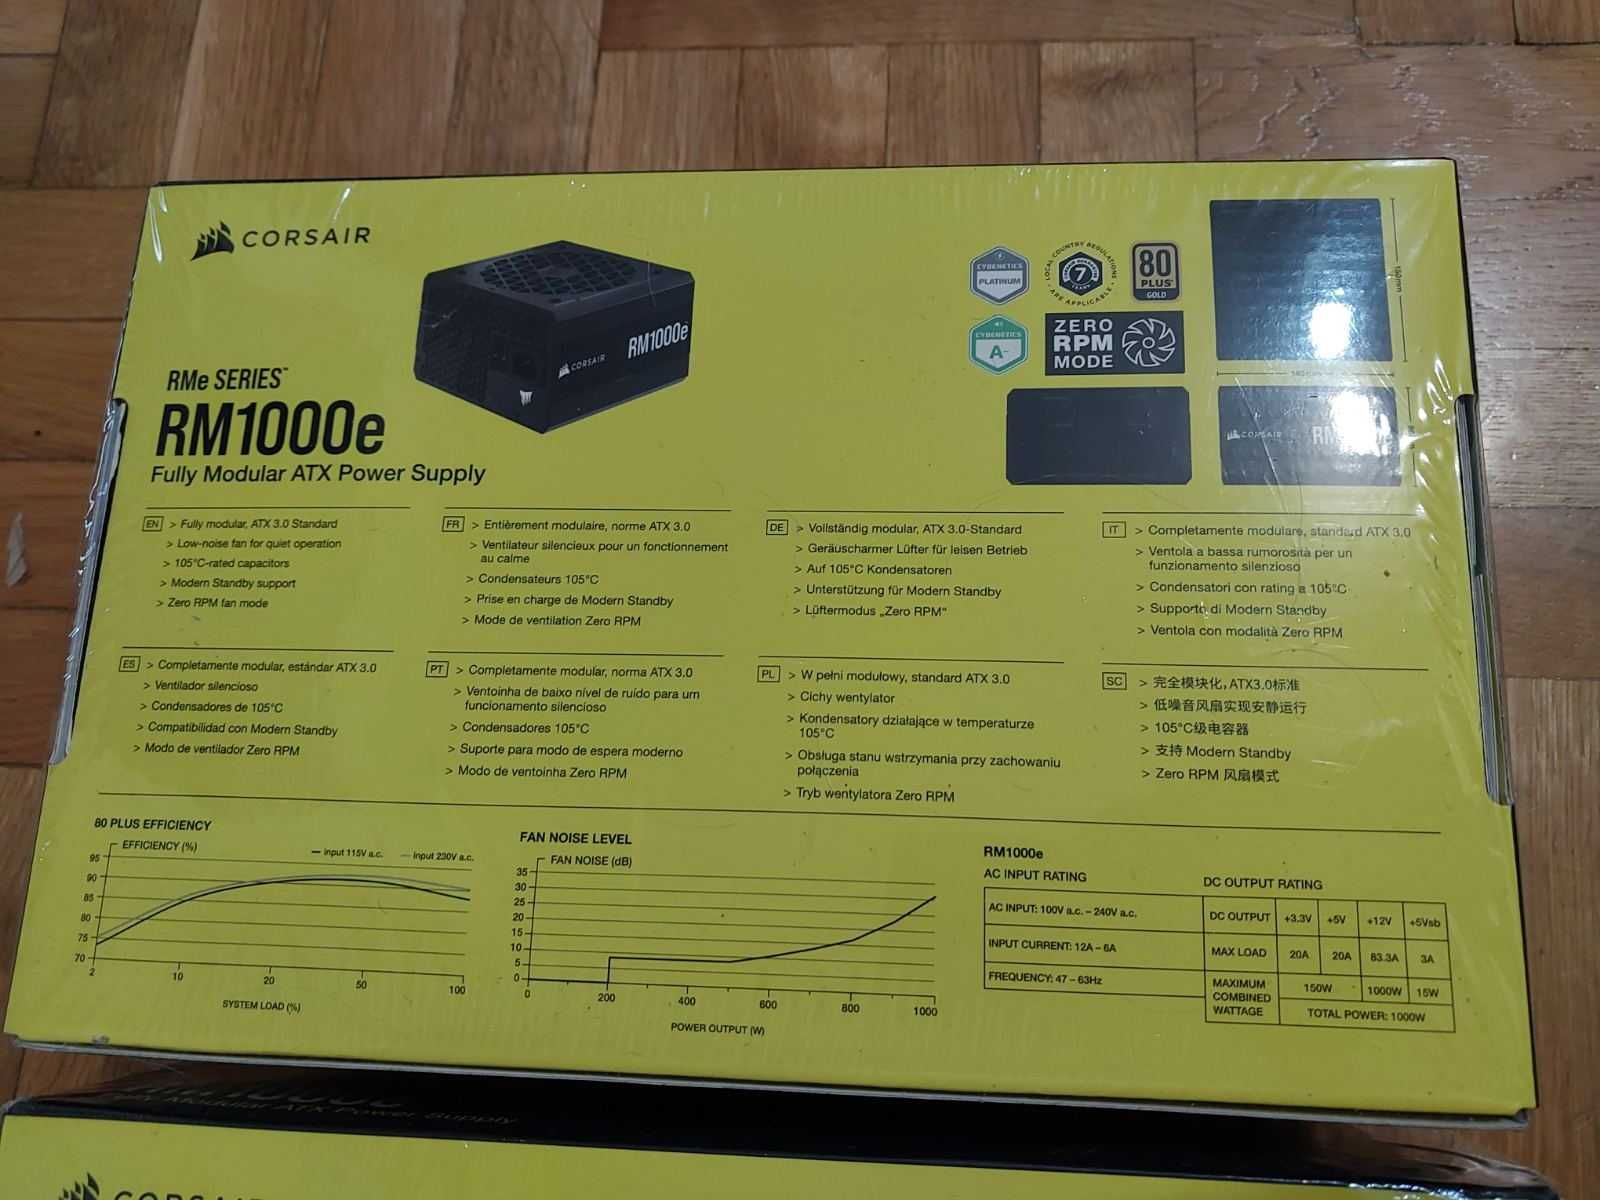 CORSAIR
CORSAIR
RM1000e
CYBENETICS
PLATINUM
LOCAL COUNTRY REGULATIONS
7
YEARS
ARE APPLICABLE
80
PLUS
GOLD
CYBENETICS
A-
ZERO
RPM
MODE
150mm
CORSAIR
RMe SERIES™
RM1000e
Fully Modular ATX Power Supply
EN > Fully modular, ATX 3.0 Standard
> Low-noise fan for quiet operation
> 105°C-rated capacitors
> Modern Standby support
> Zero RPM fan mode
FR > Entièrement modulaire, norme ATX 3.0
> Ventilateur silencieux pour un fonctionnement
au calme
> Condensateurs 105°C
> Prise en charge de Modern Standby
> Mode de ventilation Zero RPM
DE > Vollständig modular, ATX 3.0-Standard
> Geräuscharmer Lüfter für leisen Betrieb
> Auf 105°C Kondensatoren
> Unterstützung für Modern Standby
> Lüftermodus „Zero RPM“
IT > Completamente modulare, standard ATX 3.0
> Ventola a bassa rumorosità per un
funzionamento silenzioso
> Condensatori con rating a 105°C
> Supporto di Modern Standby
> Ventola con modalità Zero RPM
ES > Completamente modular, estándar ATX 3.0
> Ventilador silencioso
> Condensadores de 105°C
> Compatibilidad con Modern Standby
> Modo de ventilador Zero RPM
PT > Completamente modular, norma ATX 3.0
> Ventoinha de baixo nível de ruído para um
funcionamento silencioso
> Condensadores 105°C
> Suporte para modo de espera moderno
> Modo de ventoinha Zero RPM
PL > W pełni modułowy, standard ATX 3.0
> Cichy wentylator
> Kondensatory działające w temperaturze
105°C
> Obsługa stanu wstrzymania przy zachowaniu
połączenia
> Tryb wentylatora Zero RPM
SC > 完全模块化,ATX3.0标准
> 低噪音风扇实现安静运行
> 105°C级电容器
> 支持 Modern Standby
> Zero RPM 风扇模式
80 PLUS EFFICIENCY
EFFICIENCY (%)
input 115V a.c. input 230V a.c.
95
90
85
80
75
70
2 10 20 50 100
SYSTEM LOAD (%)
FAN NOISE LEVEL
FAN NOISE (dB)
35
30
25
20
15
10
5
0
0 200 400 600 800 1000
POWER OUTPUT (W)
RM1000e
AC INPUT RATING
AC INPUT: 100V a.c. – 240V a.c.
INPUT CURRENT: 12A – 6A
FREQUENCY: 47 – 63Hz
DC OUTPUT RATING
DC OUTPUT +3.3V +5V +12V +5Vsb
MAX LOAD 20A 20A 83.3A 3A
MAXIMUM
COMBINED
WATTAGE
150W 1000W 15W
TOTAL POWER: 1000W
Fully Modular ATX Power Supply
CORSAIR